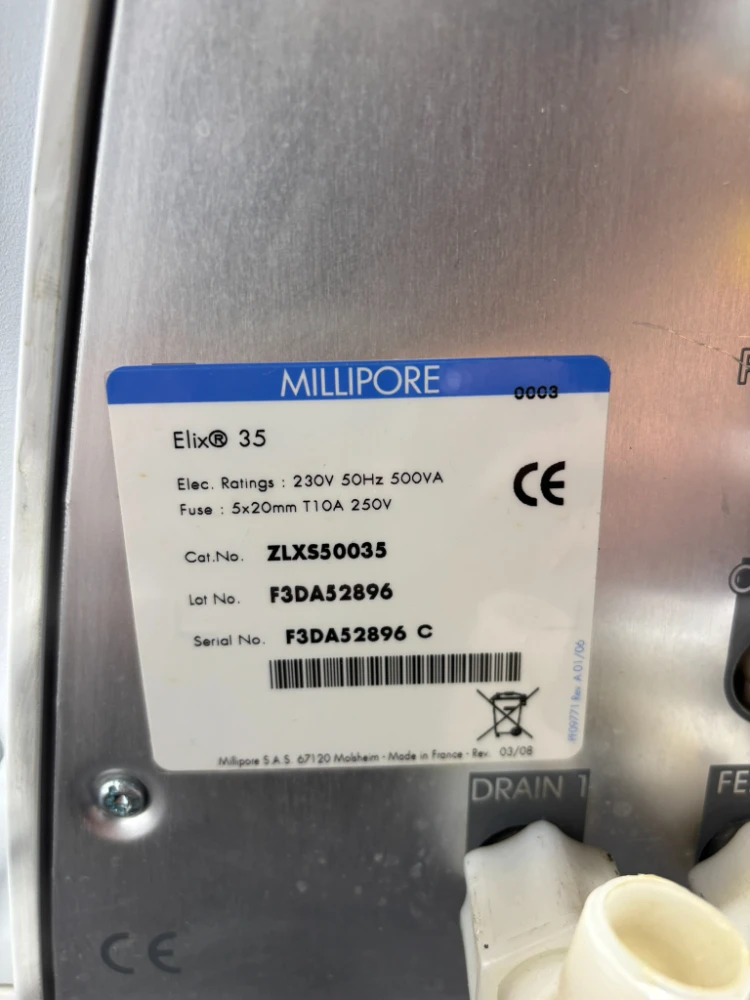 MILLIPORE
0003
Elix® 35
Elec. Ratings : 230V 50Hz 500VA
Fuse : 5x20mm T10A 250V
CE
Cat.No. ZLXS50035
Lot No. F3DA52896
Serial No. F3DA52896 C
Millipore S.A.S. 67120 Molsheim - Made in France - Rev. 03/08
DRAIN 1
FE
CE